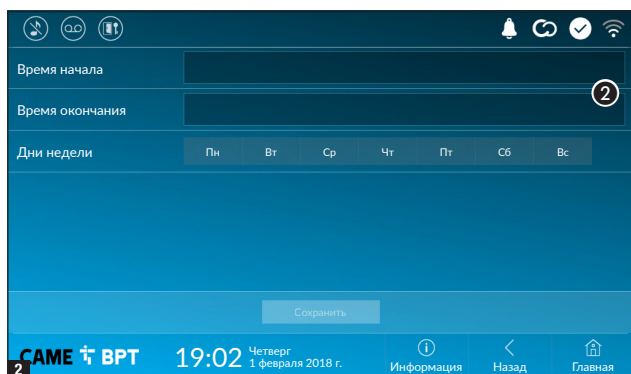 Время начала
2
Время окончания
Дни недели Пн Вт Ср Чт Пт Сб Вс
Сохранить
CAME BPT 19:02 Четверг
1 февраля 2018 г.
Информация Назад Главная
2